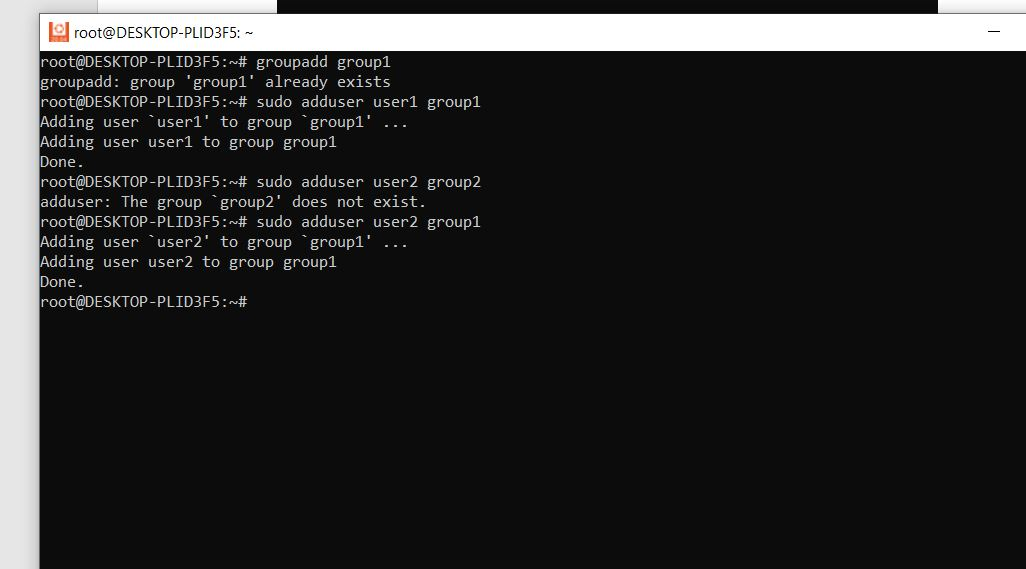 root@DESKTOP-PLID3F5: ~
root@DESKTOP-PLID3F5:~# groupadd group1
groupadd: group 'group1' already exists
root@DESKTOP-PLID3F5:~# sudo adduser user1 group1
Adding user `user1' to group `group1' ...
Adding user user1 to group group1
Done.
root@DESKTOP-PLID3F5:~# sudo adduser user2 group2
adduser: The group `group2' does not exist.
root@DESKTOP-PLID3F5:~# sudo adduser user2 group1
Adding user `user2' to group `group1' ...
Adding user user2 to group group1
Done.
root@DESKTOP-PLID3F5:~#